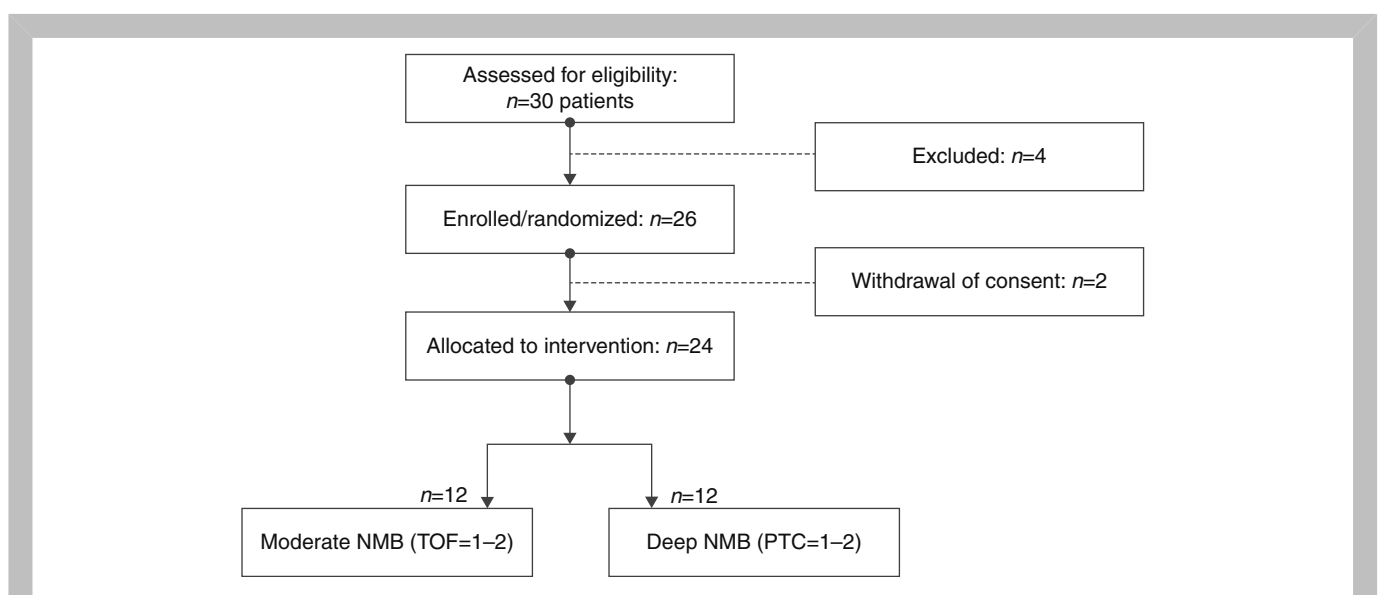 Assessed for eligibility:
n=30 patients
Excluded: n=4
Enrolled/randomized: n=26
Withdrawal of consent: n=2
Allocated to intervention: n=24
n=12
n=12
Moderate NMB (TOF=1–2)
Deep NMB (PTC=1–2)